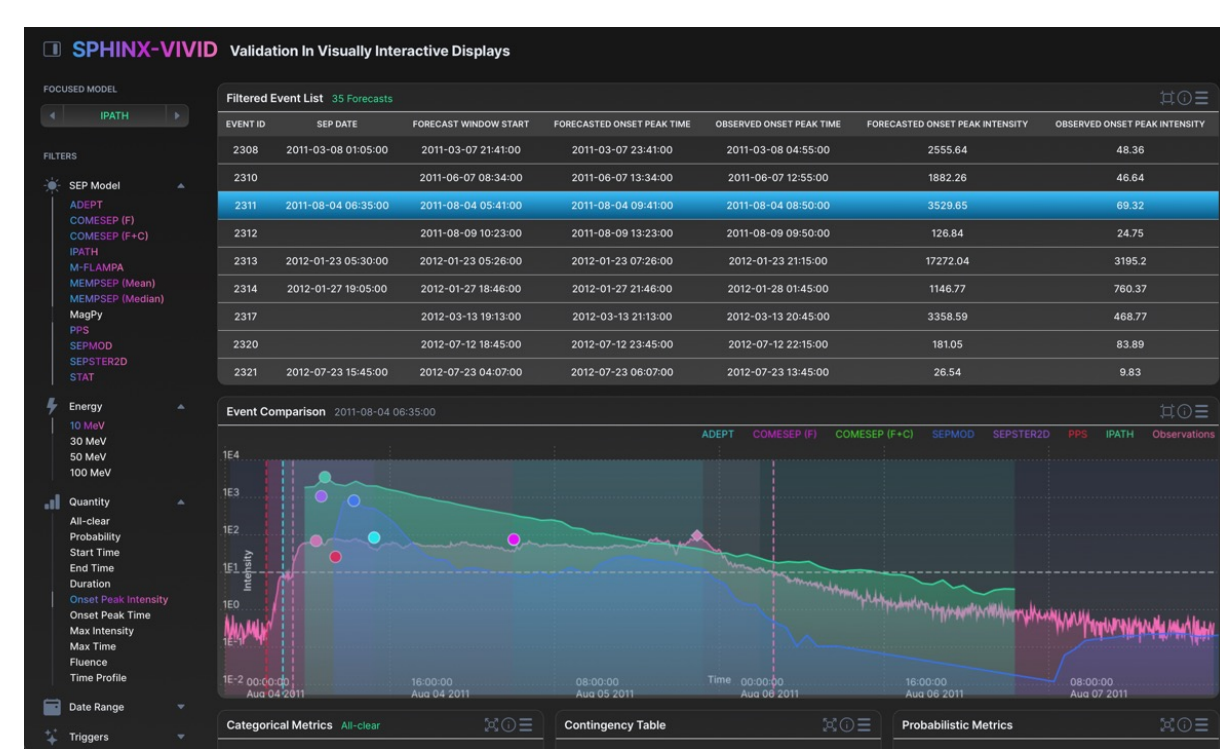 SPHINX-VIVID Validation In Visually Interactive Displays
FOCUSED MODEL
IPATH
FILTERS
SEP Model
ADEPT
COMESEP (F)
COMESEP (F+C)
IPATH
M-FLAMPA
MEMPSEP (Mean)
MEMPSEP (Median)
MagPy
PPS
SEPMOD
SEPSTER2D
STAT
Energy
10 MeV
30 MeV
50 MeV
100 MeV
Quantity
All-clear
Probability
Start Time
End Time
Duration
Onset Peak Intensity
Onset Peak Time
Max Intensity
Max Time
Fluence
Time Profile
Date Range
Triggers
Filtered Event List 35 Forecasts
EVENT ID SEP DATE FORECAST WINDOW START FORECASTED ONSET PEAK TIME OBSERVED ONSET PEAK TIME FORECASTED ONSET PEAK INTENSITY OBSERVED ONSET PEAK INTENSITY
2308 2011-03-08 01:05:00 2011-03-07 21:41:00 2011-03-07 23:41:00 2011-03-08 04:55:00 2555.64 48.36
2310 2011-06-07 08:34:00 2011-06-07 13:34:00 2011-06-07 12:55:00 1882.26 46.64
2311 2011-08-04 06:35:00 2011-08-04 05:41:00 2011-08-04 09:41:00 2011-08-04 08:50:00 3529.65 69.32
2312 2011-08-09 10:23:00 2011-08-09 13:23:00 2011-08-09 09:50:00 126.84 24.75
2313 2012-01-23 05:30:00 2012-01-23 05:26:00 2012-01-23 07:26:00 2012-01-23 21:15:00 17272.04 3195.2
2314 2012-01-27 19:05:00 2012-01-27 18:46:00 2012-01-27 21:46:00 2012-01-28 01:45:00 1146.77 760.37
2317 2012-03-13 19:13:00 2012-03-13 21:13:00 2012-03-13 20:45:00 3358.59 468.77
2320 2012-07-12 18:45:00 2012-07-12 23:45:00 2012-07-12 22:15:00 181.05 83.89
2321 2012-07-23 15:45:00 2012-07-23 04:07:00 2012-07-23 06:07:00 2012-07-23 13:45:00 26.54 9.83
Event Comparison 2011-08-04 06:35:00
ADEPT COMESEP (F) COMESEP (F+C) SEPMOD SEPSTER2D PPS IPATH Observations
1E4
1E3
1E2
1E1
1E0
1E-1
1E-2
Intensity
Time
00:00:00 16:00:00 08:00:00 00:00:00 16:00:00 08:00:00
Aug 04 2011 Aug 04 2011 Aug 05 2011 Aug 06 2011 Aug 06 2011 Aug 07 2011
Categorical Metrics All-clear
Contingency Table
Probabilistic Metrics